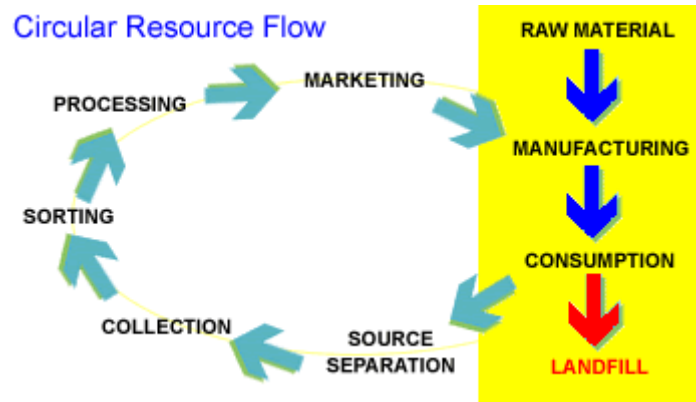 Circular Resource Flow
RAW MATERIAL
MARKETING
PROCESSING
MANUFACTURING
SORTING
CONSUMPTION
COLLECTION
SOURCE
SEPARATION
LANDFILL